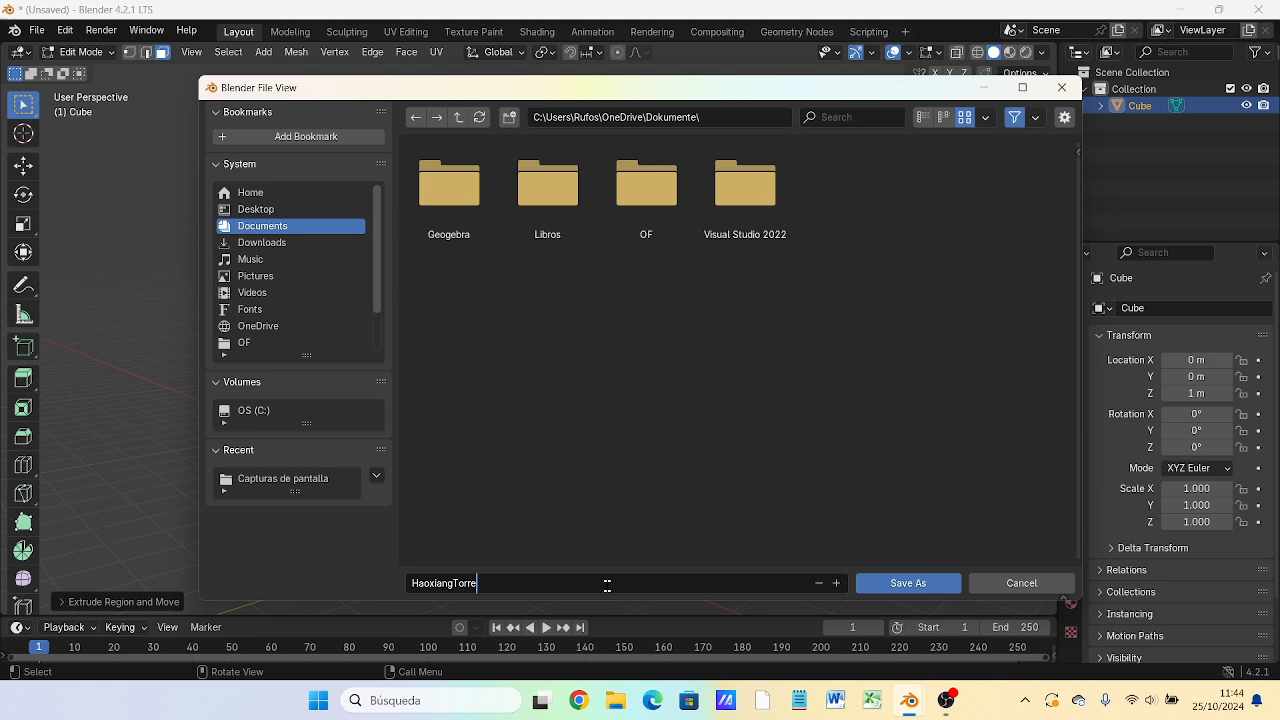 * (Unsaved) - Blender 4.2.1 LTS
File Edit Render Window Help Layout Modeling Sculpting UV Editing Texture Paint Shading Animation Rendering Compositing Geometry Nodes Scripting + Scene ViewLayer
Edit Mode View Select Add Mesh Vertex Edge Face UV Global Search
Options
User Perspective
(1) Cube
Scene Collection
Collection
Cube
Blender File View
Bookmarks
Add Bookmark
C:\Users\Rufos\OneDrive\Dokumente\
Search
System
Home
Desktop
Documents
Downloads
Music
Pictures
Videos
Fonts
OneDrive
OF
Geogebra Libros OF Visual Studio 2022
Volumes
OS (C:)
Recent
Capturas de pantalla
HaoxiangTorre
Save As Cancel
Search
Cube
Cube
Transform
Location X 0 m
Y 0 m
Z 1 m
Rotation X 0°
Y 0°
Z 0°
Mode XYZ Euler
Scale X 1.000
Y 1.000
Z 1.000
Delta Transform
Relations
Collections
Instancing
Motion Paths
Visibility
Extrude Region and Move
Playback Keying View Marker 1 Start 1 End 250
1 10 20 30 40 50 60 70 80 90 100 110 120 130 140 150 160 170 180 190 200 210 220 230 240 250
Select Rotate View Call Menu 4.2.1
Búsqueda
11:44
25/10/2024